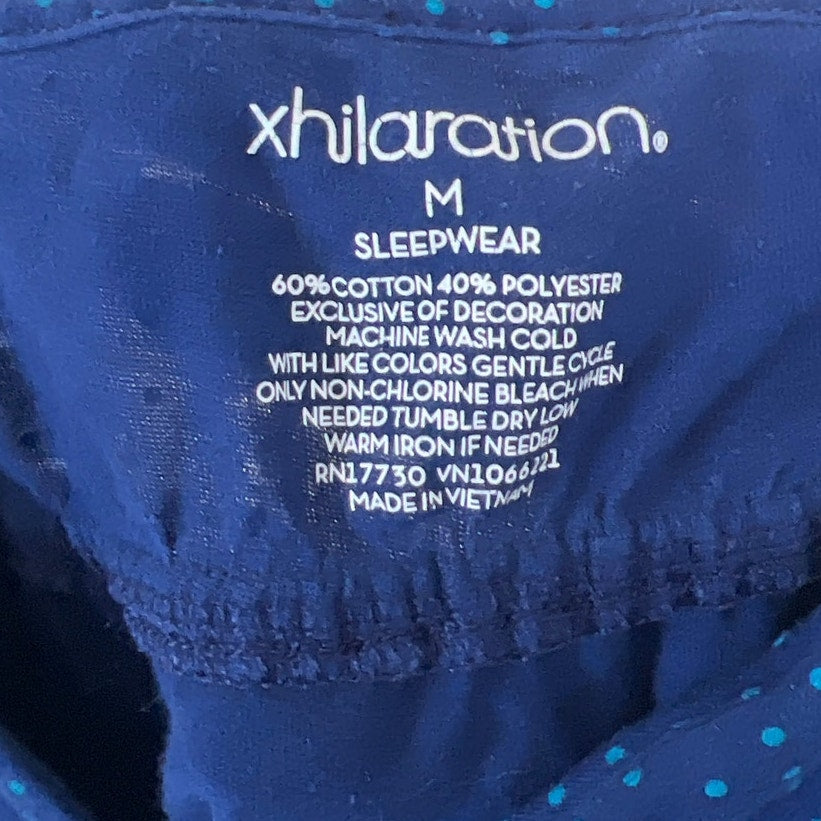 xhilaration®
M
SLEEPWEAR
60% COTTON 40% POLYESTER
EXCLUSIVE OF DECORATION
MACHINE WASH COLD
WITH LIKE COLORS GENTLE CYCLE
ONLY NON-CHLORINE BLEACH WHEN
NEEDED TUMBLE DRY LOW
WARM IRON IF NEEDED
RN17730 VN1066221
MADE IN VIETNAM